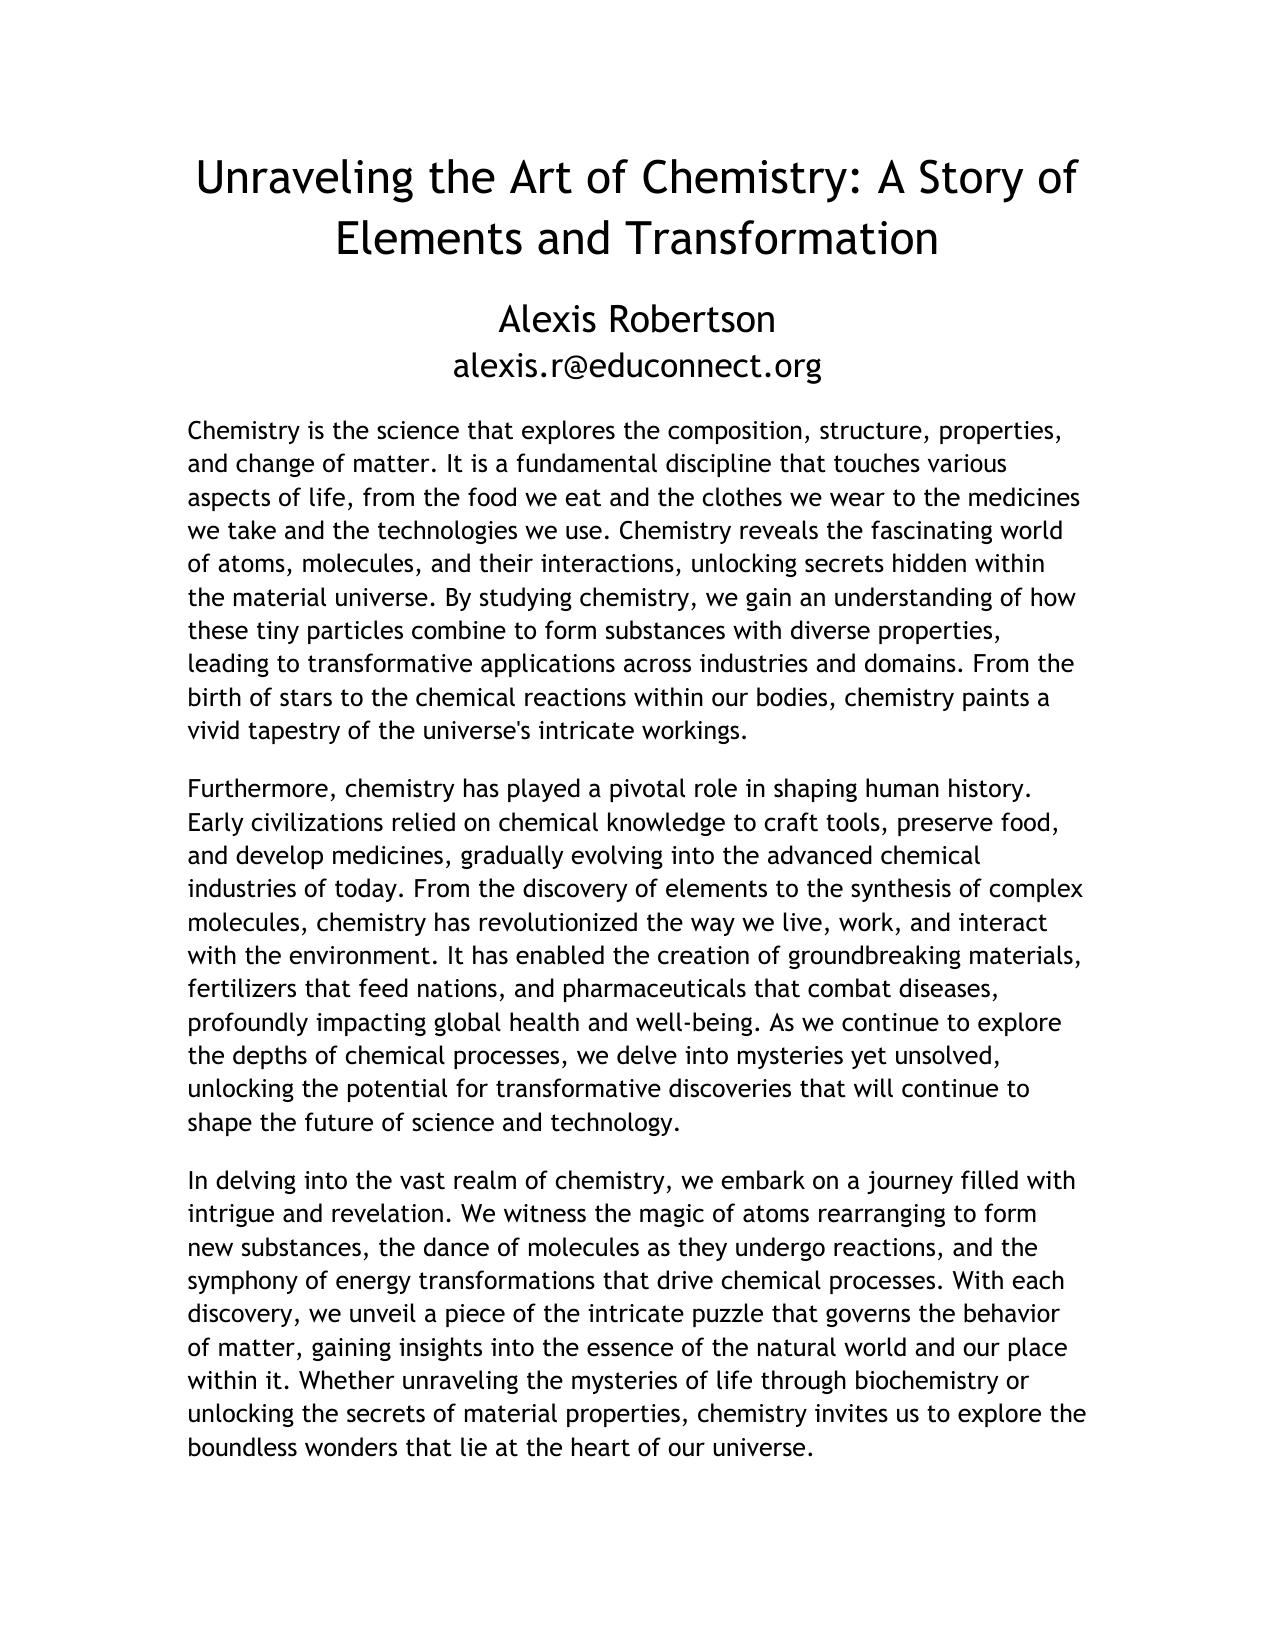 Unraveling the Art of Chemistry: A Story of
Elements and Transformation
Alexis Robertson
alexis.r@educonnect.org
Chemistry is the science that explores the composition, structure, properties,
and change of matter. It is a fundamental discipline that touches various
aspects of life, from the food we eat and the clothes we wear to the medicines
we take and the technologies we use. Chemistry reveals the fascinating world
of atoms, molecules, and their interactions, unlocking secrets hidden within
the material universe. By studying chemistry, we gain an understanding of how
these tiny particles combine to form substances with diverse properties,
leading to transformative applications across industries and domains. From the
birth of stars to the chemical reactions within our bodies, chemistry paints a
vivid tapestry of the universe's intricate workings.
Furthermore, chemistry has played a pivotal role in shaping human history.
Early civilizations relied on chemical knowledge to craft tools, preserve food,
and develop medicines, gradually evolving into the advanced chemical
industries of today. From the discovery of elements to the synthesis of complex
molecules, chemistry has revolutionized the way we live, work, and interact
with the environment. It has enabled the creation of groundbreaking materials,
fertilizers that feed nations, and pharmaceuticals that combat diseases,
profoundly impacting global health and well-being. As we continue to explore
the depths of chemical processes, we delve into mysteries yet unsolved,
unlocking the potential for transformative discoveries that will continue to
shape the future of science and technology.
In delving into the vast realm of chemistry, we embark on a journey filled with
intrigue and revelation. We witness the magic of atoms rearranging to form
new substances, the dance of molecules as they undergo reactions, and the
symphony of energy transformations that drive chemical processes. With each
discovery, we unveil a piece of the intricate puzzle that governs the behavior
of matter, gaining insights into the essence of the natural world and our place
within it. Whether unraveling the mysteries of life through biochemistry or
unlocking the secrets of material properties, chemistry invites us to explore the
boundless wonders that lie at the heart of our universe.